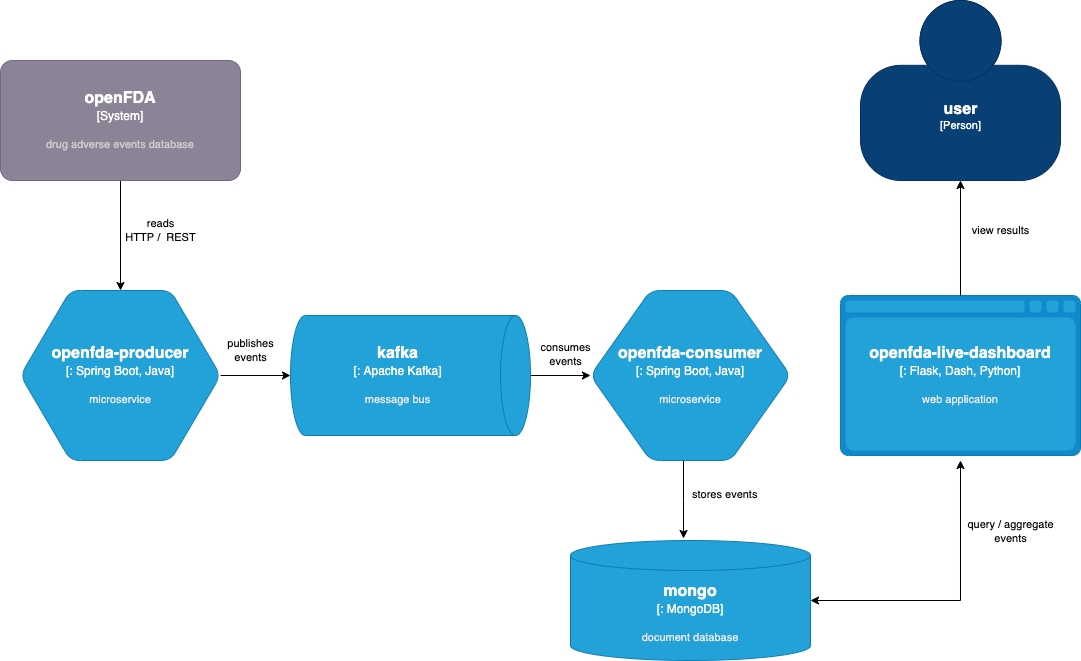 openFDA
[System]
drug adverse events database
user
[Person]
reads
HTTP / REST
view results
openfda-producer
[: Spring Boot, Java]
microservice
publishes
events
kafka
[: Apache Kafka]
message bus
consumes
events
openfda-consumer
[: Spring Boot, Java]
microservice
openfda-live-dashboard
[: Flask, Dash, Python]
web application
stores events
query / aggregate
events
mongo
[: MongoDB]
document database